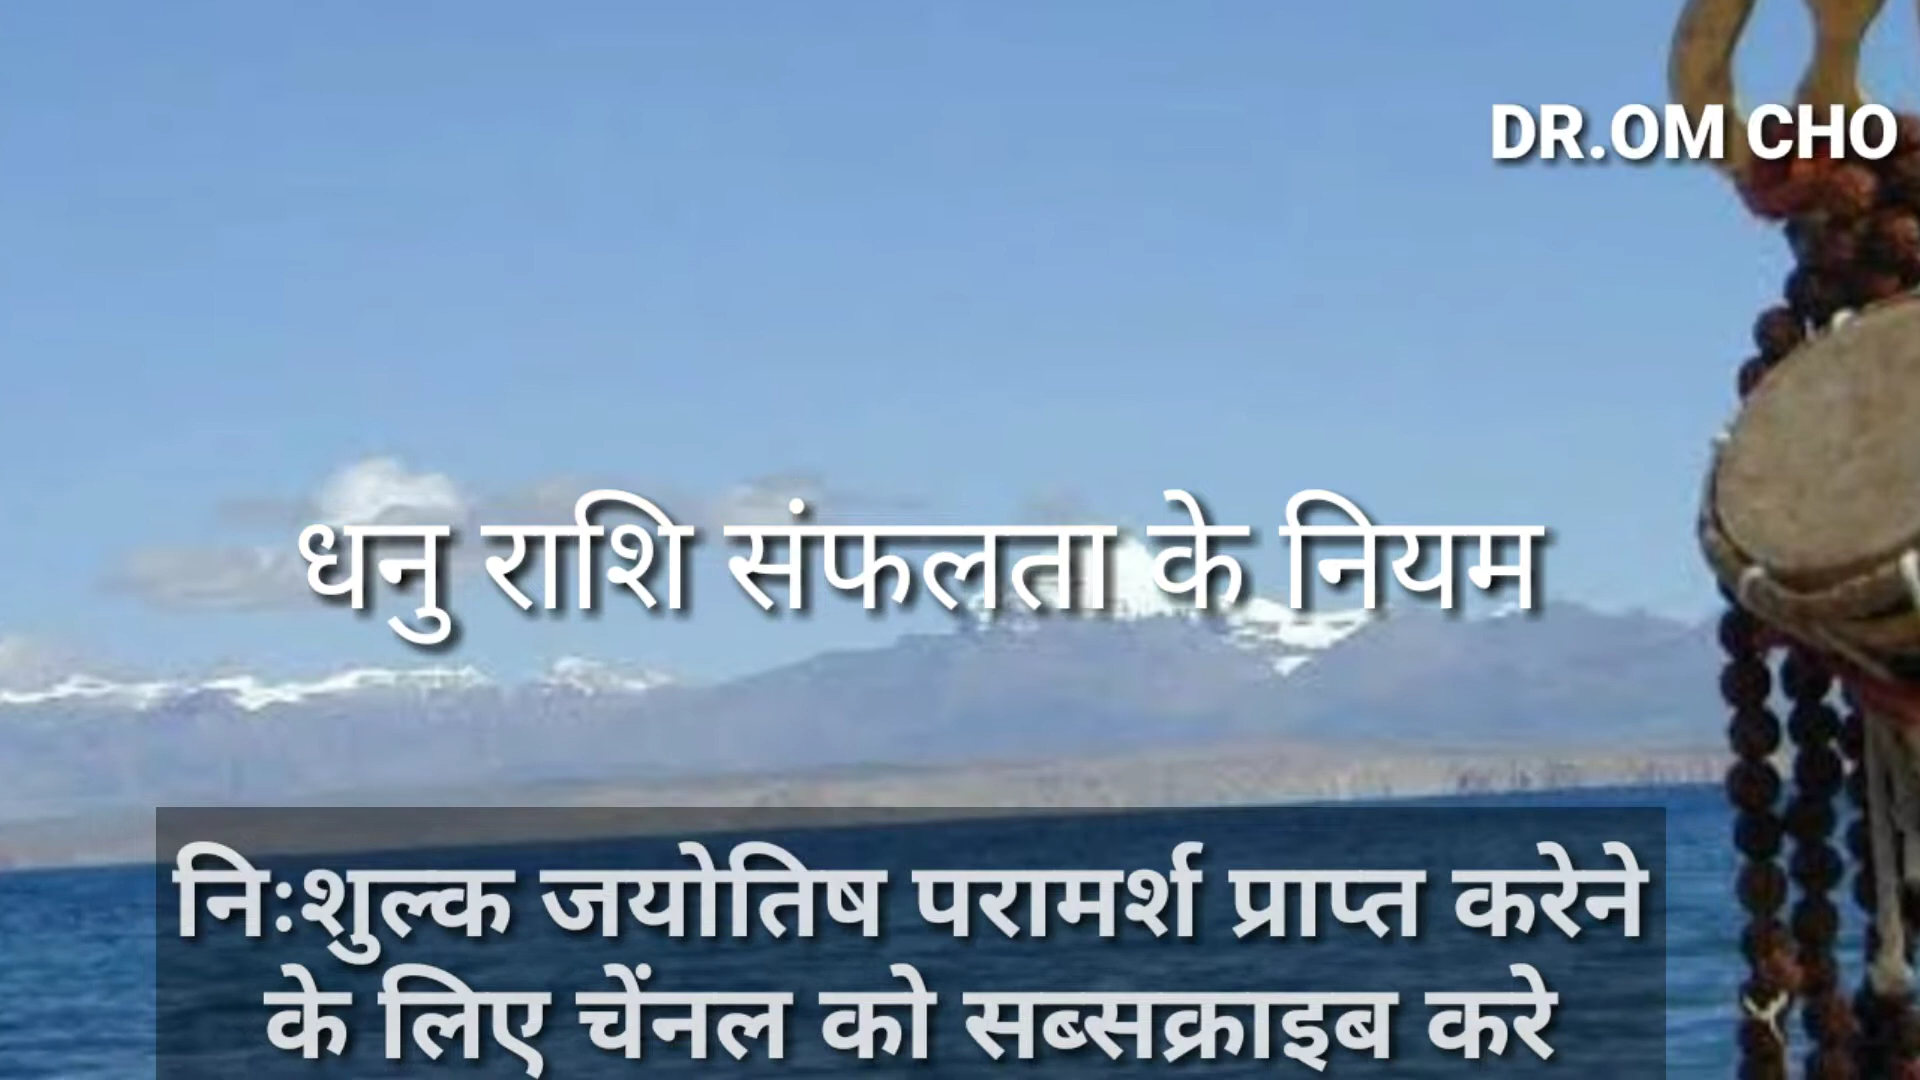 DR.OM CHO
धनु राशि संफलता के नियम
नि:शुल्क जयोतिष परामर्श प्राप्त करेने
के लिए चेंनल को सब्सक्राइब करे